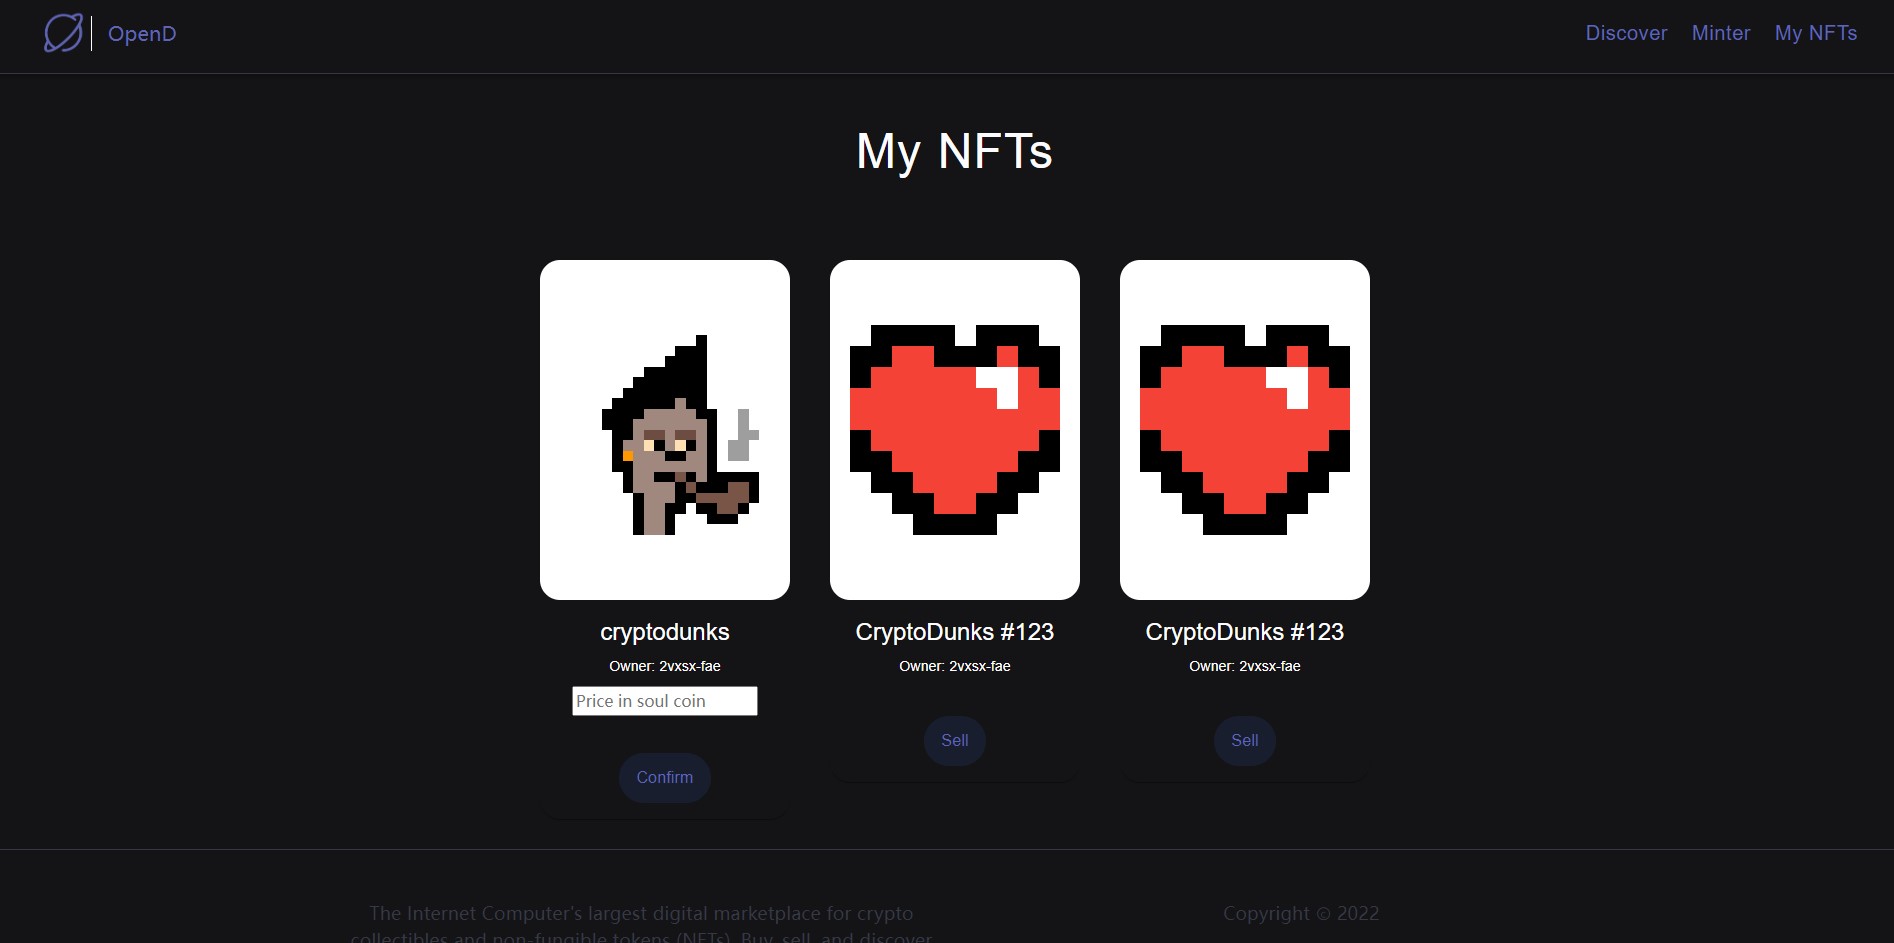 OpenD
Discover Minter My NFTs
My NFTs
cryptodunks
Owner: 2vxsx-fae
Price in soul coin
Confirm
CryptoDunks #123
Owner: 2vxsx-fae
Sell
CryptoDunks #123
Owner: 2vxsx-fae
Sell
The Internet Computer's largest digital marketplace for crypto
collectibles and non-fungible tokens (NFTs). Buy, sell, and discover
Copyright © 2022